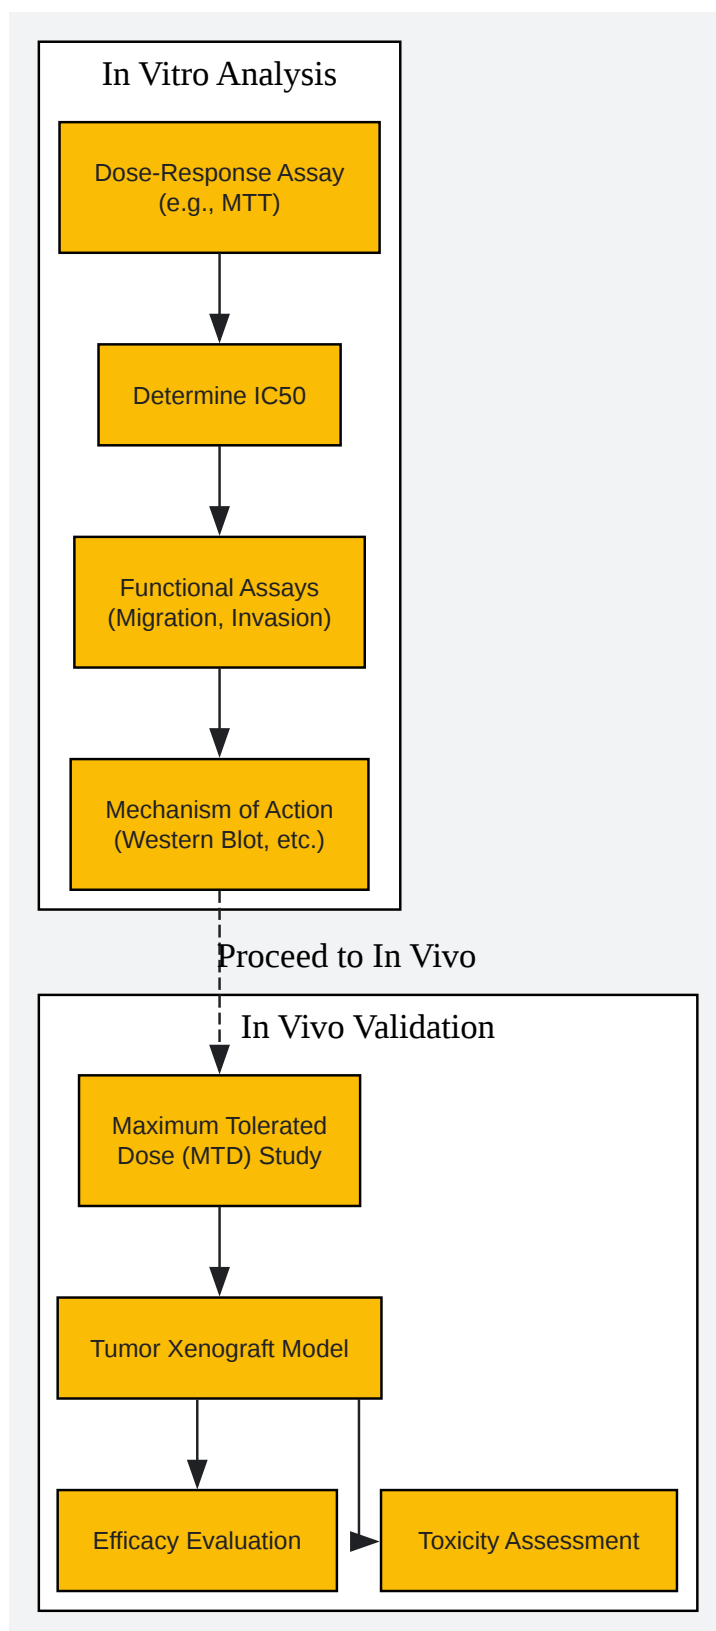 In Vitro Analysis
Dose-Response Assay
(e.g., MTT)
Determine IC50
Functional Assays
(Migration, Invasion)
Mechanism of Action
(Western Blot, etc.)
Proceed to In Vivo
In Vivo Validation
Maximum Tolerated
Dose (MTD) Study
Tumor Xenograft Model
Efficacy Evaluation
Toxicity Assessment